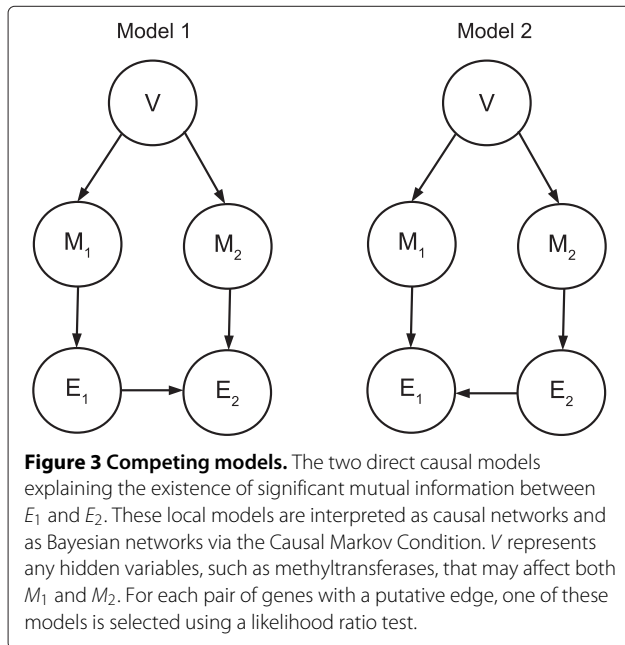 Model 1
Model 2
V
V
M₁
M₂
M₁
M₂
E₁
E₂
E₁
E₂
Figure 3 Competing models. The two direct causal models
explaining the existence of significant mutual information between
E₁ and E₂. These local models are interpreted as causal networks and
as Bayesian networks via the Causal Markov Condition. V represents
any hidden variables, such as methyltransferases, that may affect both
M₁ and M₂. For each pair of genes with a putative edge, one of these
models is selected using a likelihood ratio test.